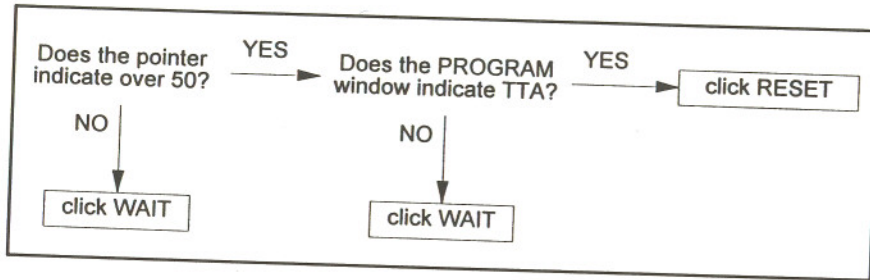 Does the pointer
indicate over 50?
YES
Does the PROGRAM
window indicate TTA?
YES
click RESET
NO
click WAIT
NO
click WAIT